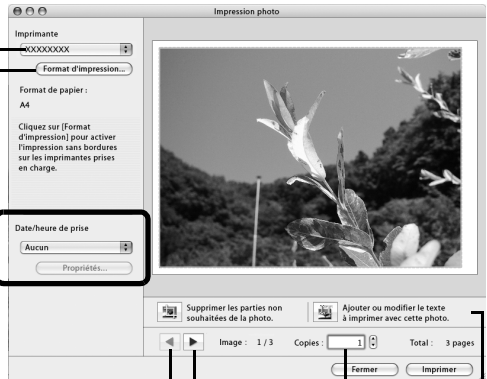 Impression photo
Imprimante
XXXXXXXX
Format d'impression...
Format de papier :
A4
Cliquez sur [Format
d'impression] pour activer
l'impression sans bordures
sur les imprimantes prises
en charge.
Date/heure de prise
Aucun
Propriétés...
Supprimer les parties non
souhaitées de la photo.
Ajouter ou modifier le texte
à imprimer avec cette photo.
Image : 1/3 Copies : 1 Total : 3 pages
Fermer Imprimer